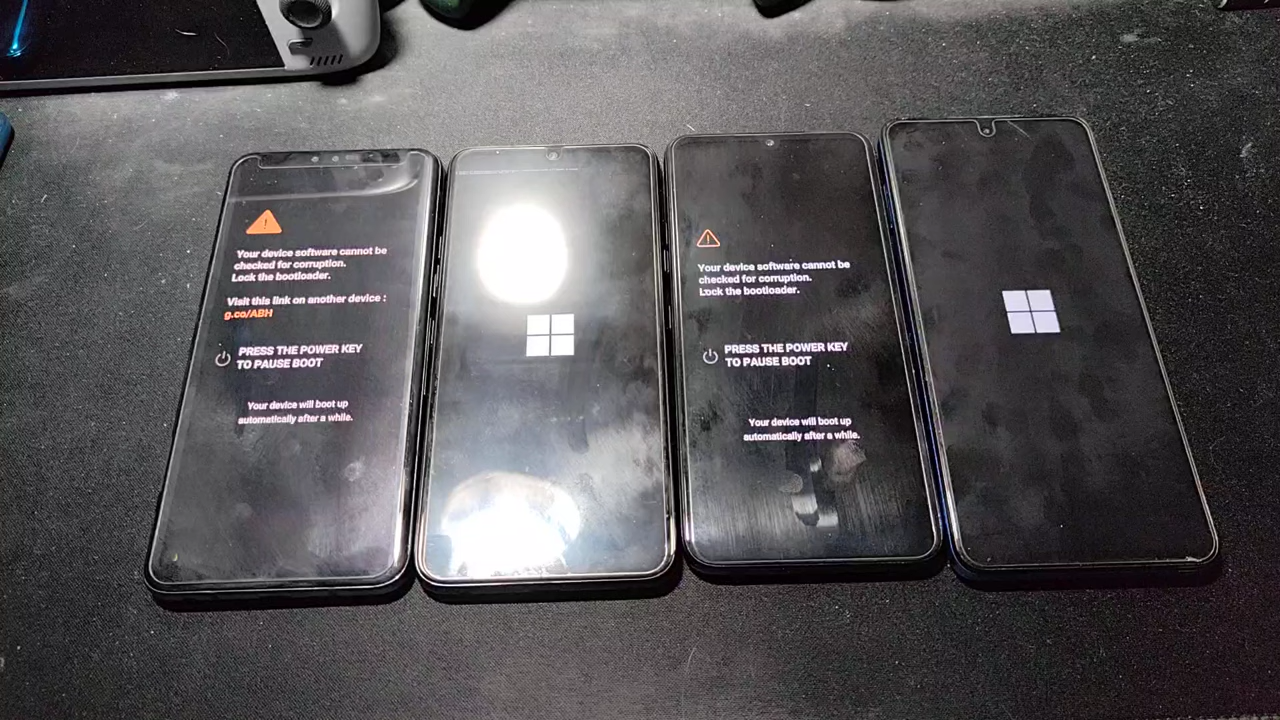 Your device software cannot be
checked for corruption.
Lock the bootloader.
Visit this link on another device :
g.co/ABH
PRESS THE POWER KEY
TO PAUSE BOOT
Your device will boot up
automatically after a while.
Your device software cannot be
checked for corruption.
Lock the bootloader.
PRESS THE POWER KEY
TO PAUSE BOOT
Your device will boot up
automatically after a while.